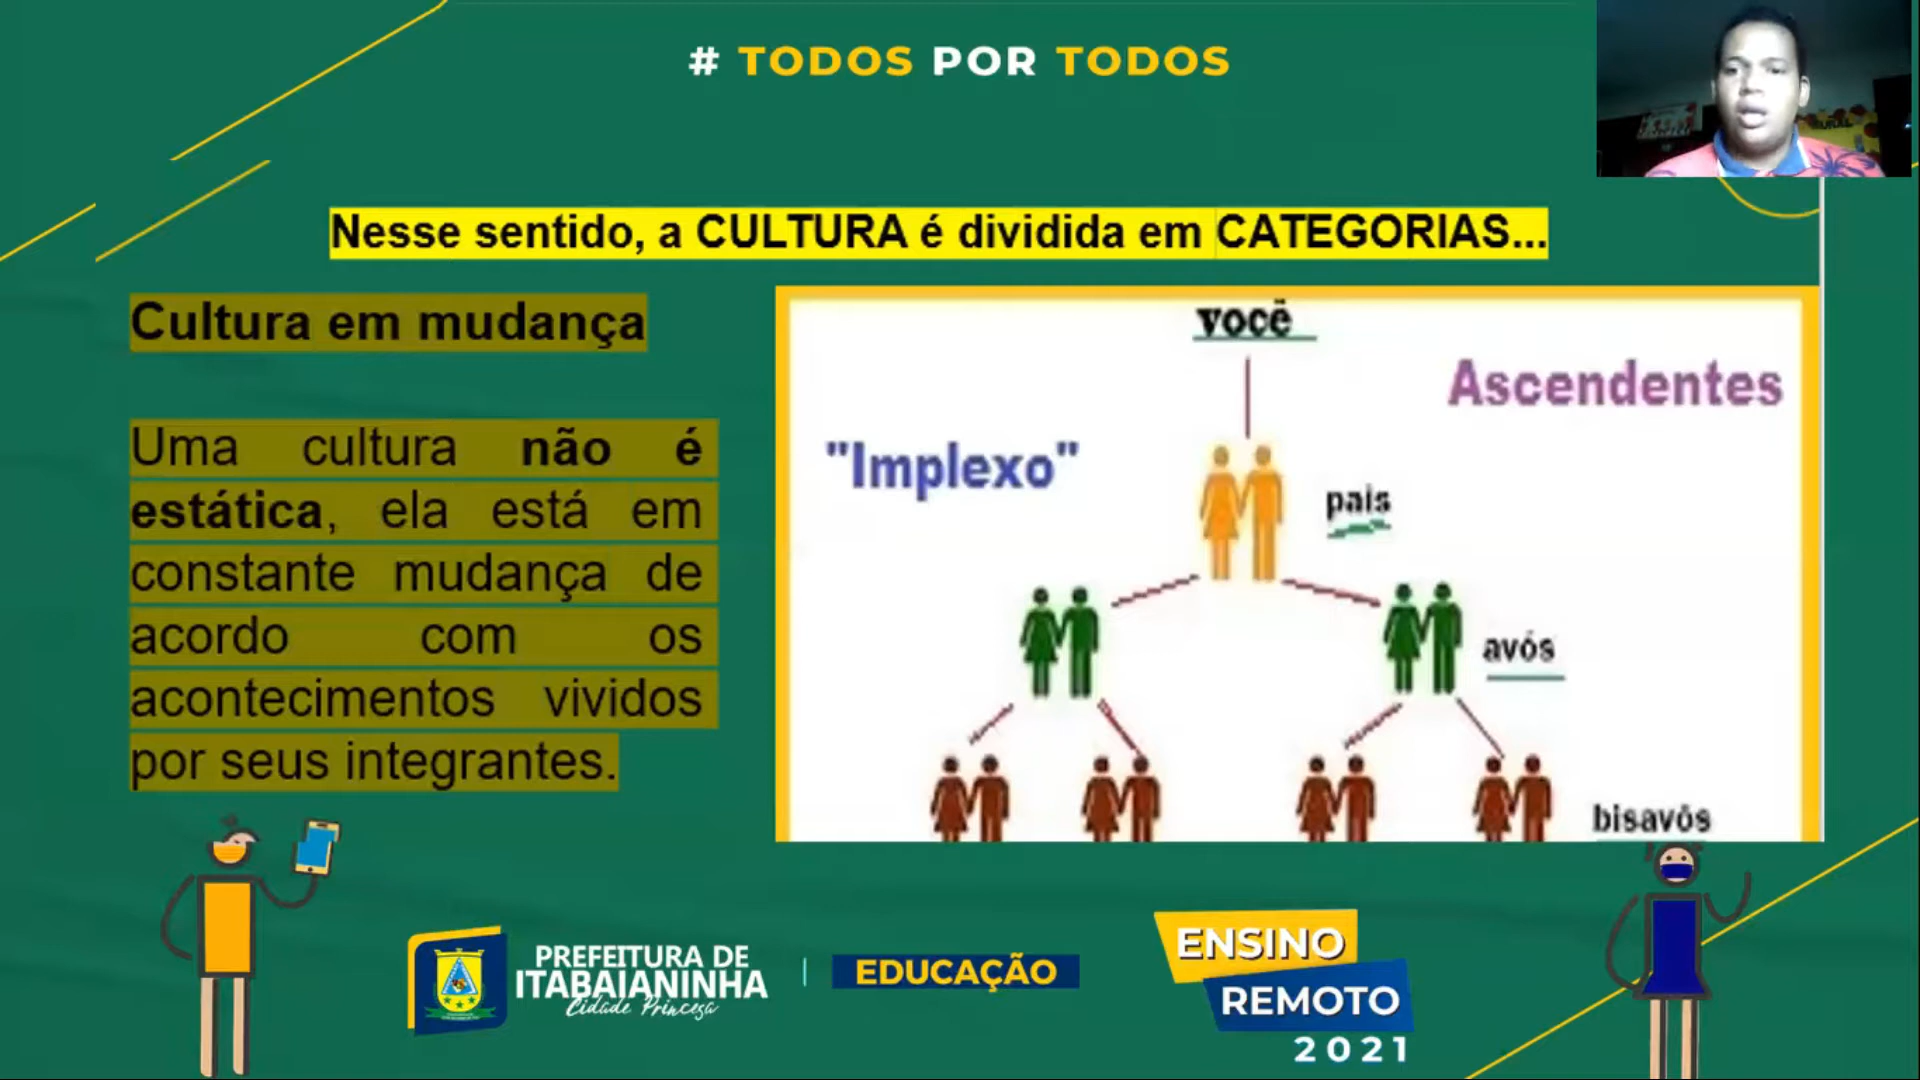 # TODOS POR TODOS
Nesse sentido, a CULTURA é dividida em CATEGORIAS...
Cultura em mudança
Uma cultura não é
estática, ela está em
constante mudança de
acordo com os
acontecimentos vividos
por seus integrantes.
você
Ascendentes
"Implexo"
pais
avós
bisavós
PREFEITURA DE
ITABAIANINHA
Cidade Princesa
EDUCAÇÃO
ENSINO
REMOTO
2021